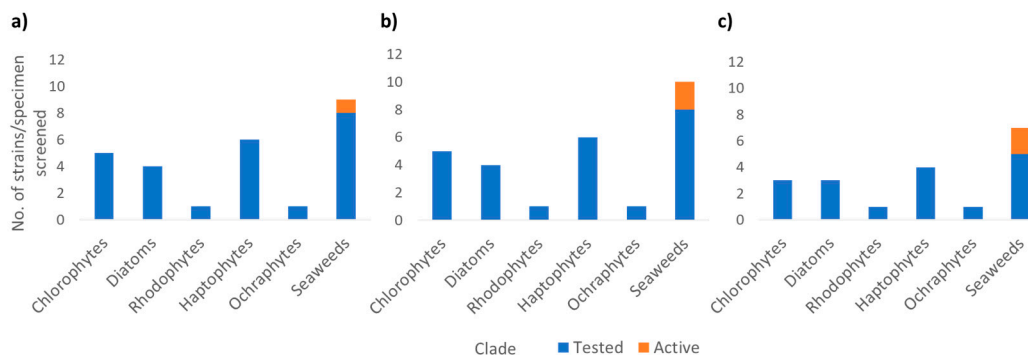 a)
No. of strains/specimen
screened
12
10
8
6
4
2
0
Chlorophytes
Diatoms
Rhodophytes
Haptophytes
Ochraphytes
Seaweeds
b)
12
10
8
6
4
2
0
Chlorophytes
Diatoms
Rhodophytes
Haptophytes
Ochraphytes
Seaweeds
c)
12
10
8
6
4
2
0
Chlorophytes
Diatoms
Rhodophytes
Haptophytes
Ochraphytes
Seaweeds
Clade Tested Active